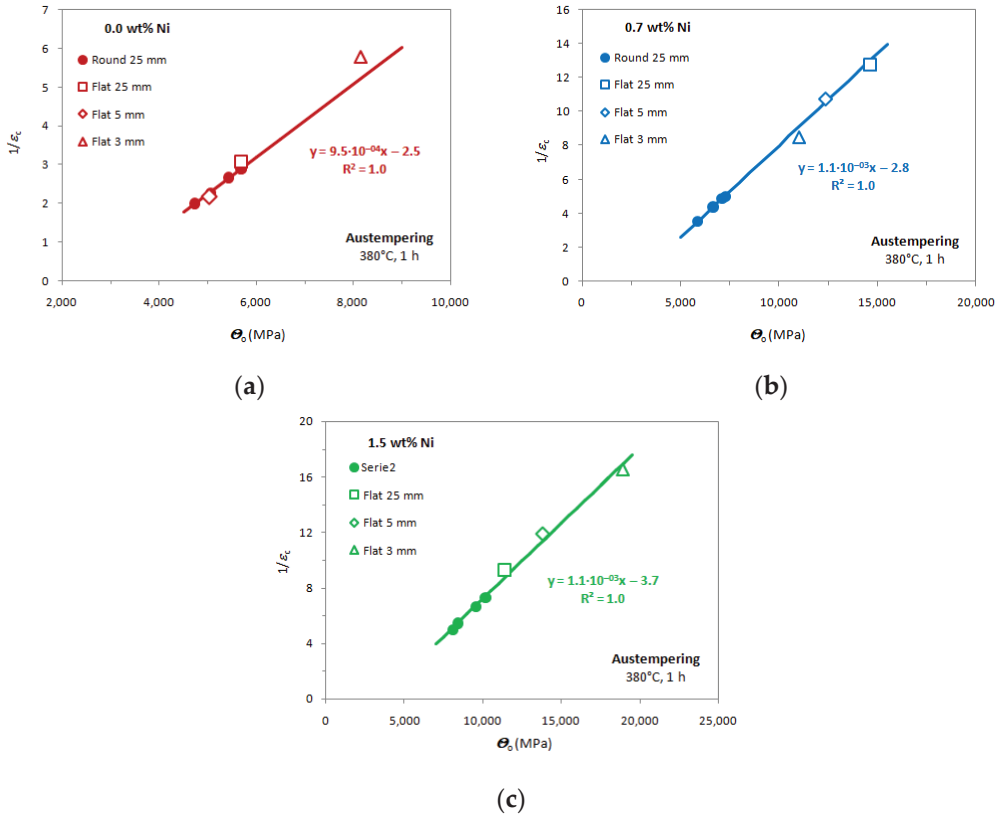 0.0 wt% Ni
Round 25 mm
Flat 25 mm
Flat 5 mm
Flat 3 mm
y = 9.5·10⁻⁰⁴x − 2.5
R² = 1.0
Austempering
380°C, 1 h
7
6
5
4
3
2
1
0
1/εc
2,000
4,000
6,000
8,000
10,000
Θo (MPa)
(a)
0.7 wt% Ni
Round 25 mm
Flat 25 mm
Flat 5 mm
Flat 3 mm
y = 1.1·10⁻⁰³x − 2.8
R² = 1.0
Austempering
380°C, 1 h
16
14
12
10
8
6
4
2
0
1/εc
0
5,000
10,000
15,000
20,000
Θo (MPa)
(b)
1.5 wt% Ni
Serie2
Flat 25 mm
Flat 5 mm
Flat 3 mm
y = 1.1·10⁻⁰³x − 3.7
R² = 1.0
Austempering
380°C, 1 h
20
16
12
8
4
0
1/εc
0
5,000
10,000
15,000
20,000
25,000
Θo (MPa)
(c)